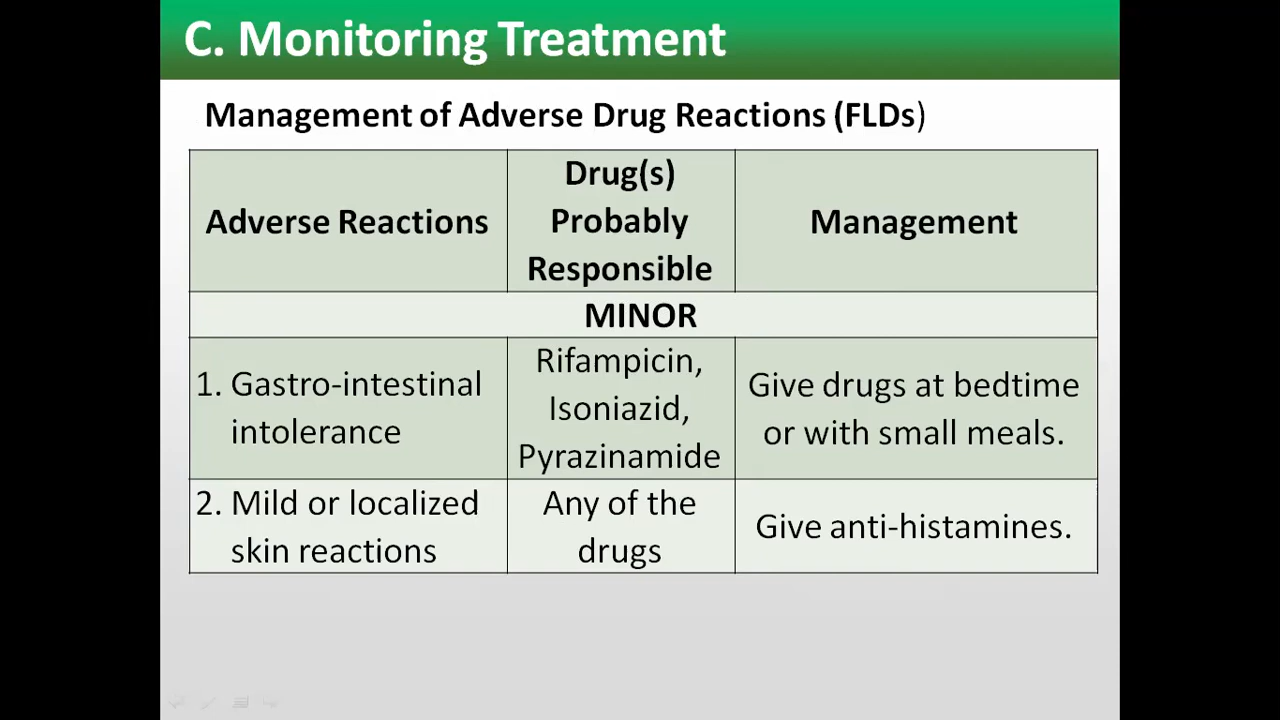 C. Monitoring Treatment
Management of Adverse Drug Reactions (FLDs)
Adverse Reactions
Drug(s)
Probably
Responsible
Management
MINOR
1. Gastro-intestinal
intolerance
Rifampicin,
Isoniazid,
Pyrazinamide
Give drugs at bedtime
or with small meals.
2. Mild or localized
skin reactions
Any of the
drugs
Give anti-histamines.